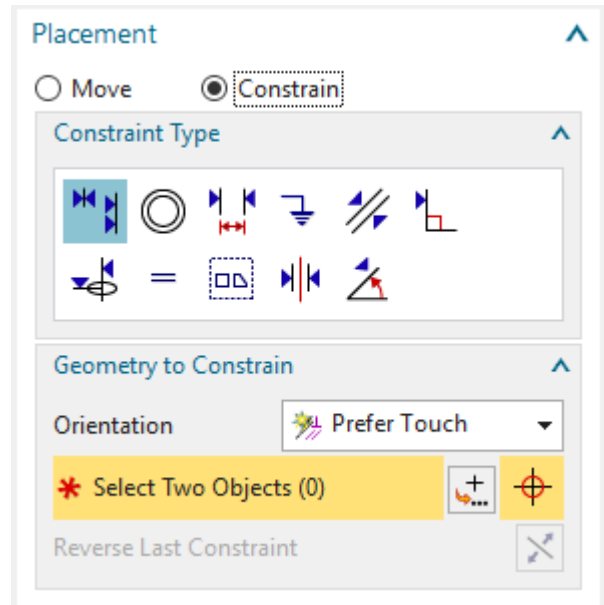 Placement
Move Constrain
Constraint Type
Geometry to Constrain
Orientation Prefer Touch
* Select Two Objects (0)
Reverse Last Constraint